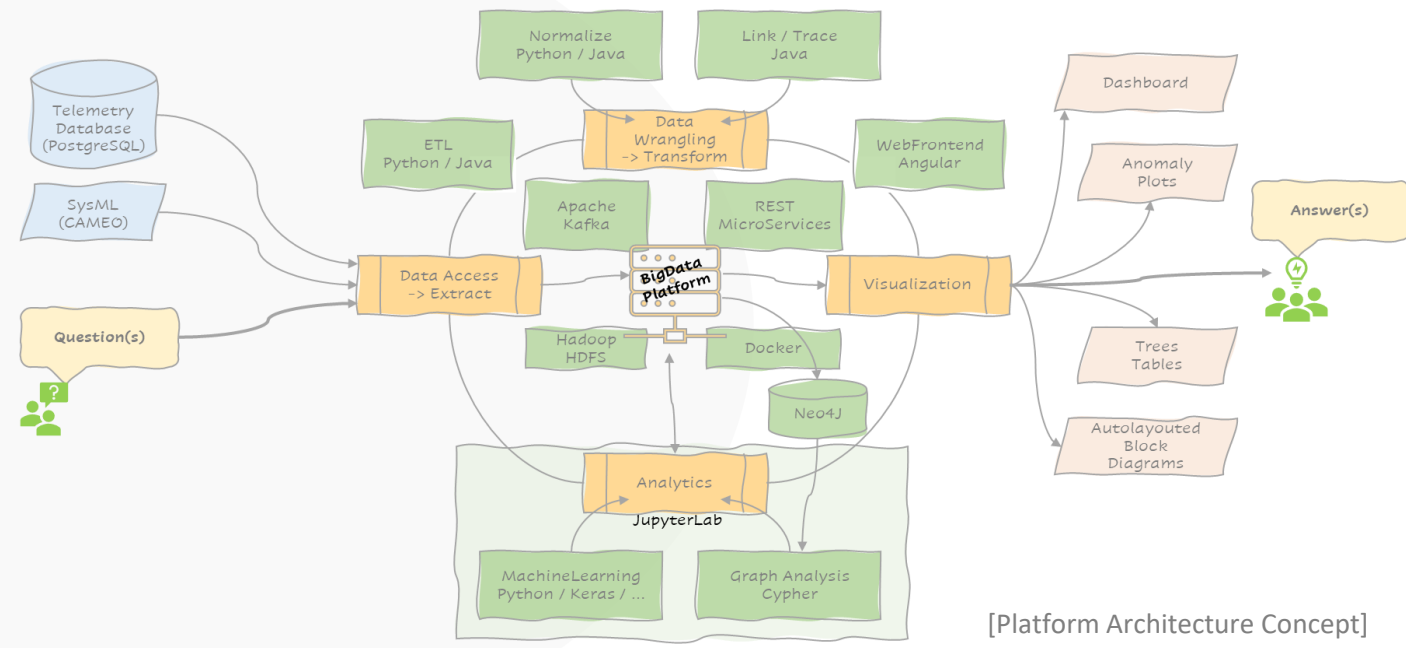 Normalize
Python / Java
Link / Trace
Java
Telemetry
Database
(PostgreSQL)
SysML
(CAMEO)
Question(s)
?
ETL
Python / Java
Data
Wrangling
-> Transform
WebFrontend
Angular
Apache
Kafka
REST
MicroServices
Data Access
-> Extract
BigData
Platform
Visualization
Hadoop
HDFS
Docker
Neo4J
Analytics
JupyterLab
MachineLearning
Python / Keras / ...
Graph Analysis
Cypher
Dashboard
Anomaly
Plots
Answer(s)
Trees
Tables
Autolayouted
Block
Diagrams
[Platform Architecture Concept]